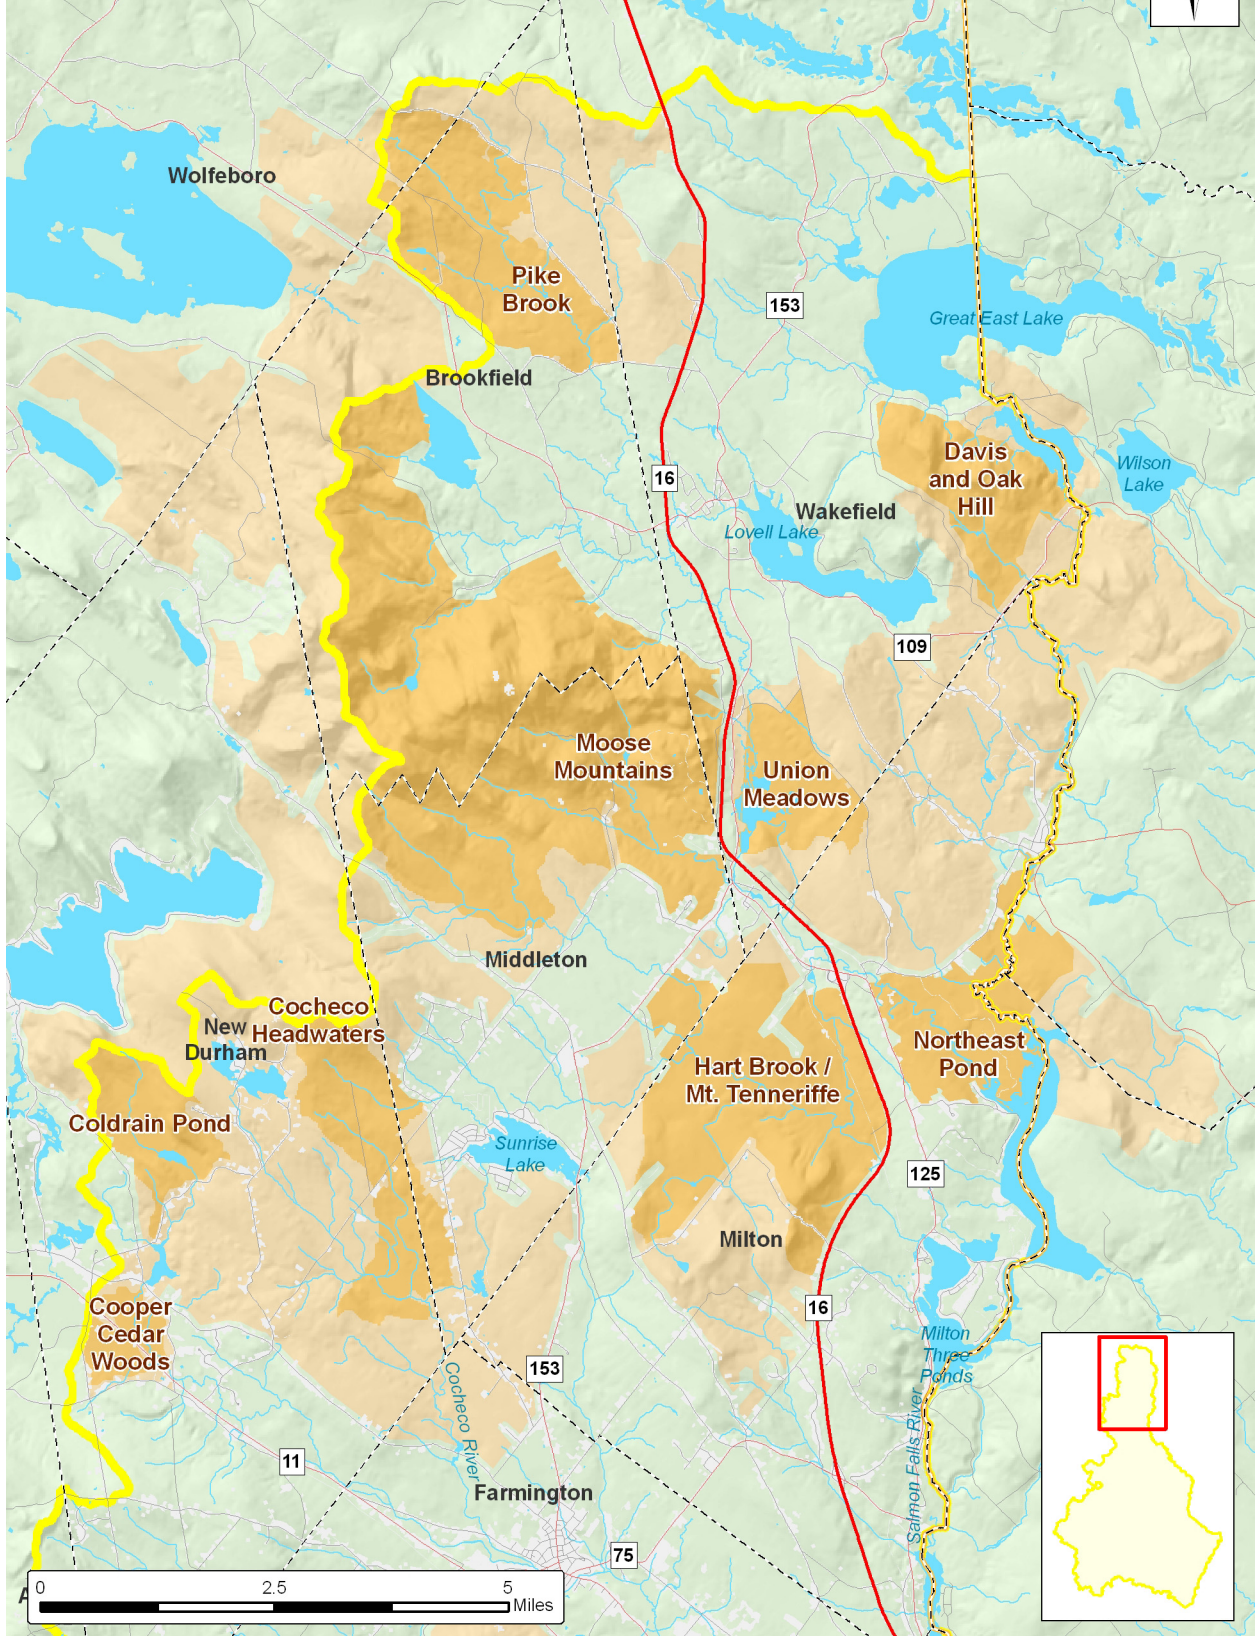 Wolfeboro
Pike
Brook
153
Great East Lake
Brookfield
Davis
and Oak
Hill
Wilson
Lake
16
Wakefield
Lovell Lake
109
Moose
Mountains
Union
Meadows
Middleton
Cocheco
Headwaters
New
Durham
Northeast
Pond
Hart Brook /
Mt. Tenneriffe
Coldrain Pond
Sunrise
Lake
125
Milton
Cooper
Cedar
Woods
16
Milton
Three
Ponds
153
Cocheco River
Salmon Falls River
11
Farmington
75
0
2.5
5
Miles